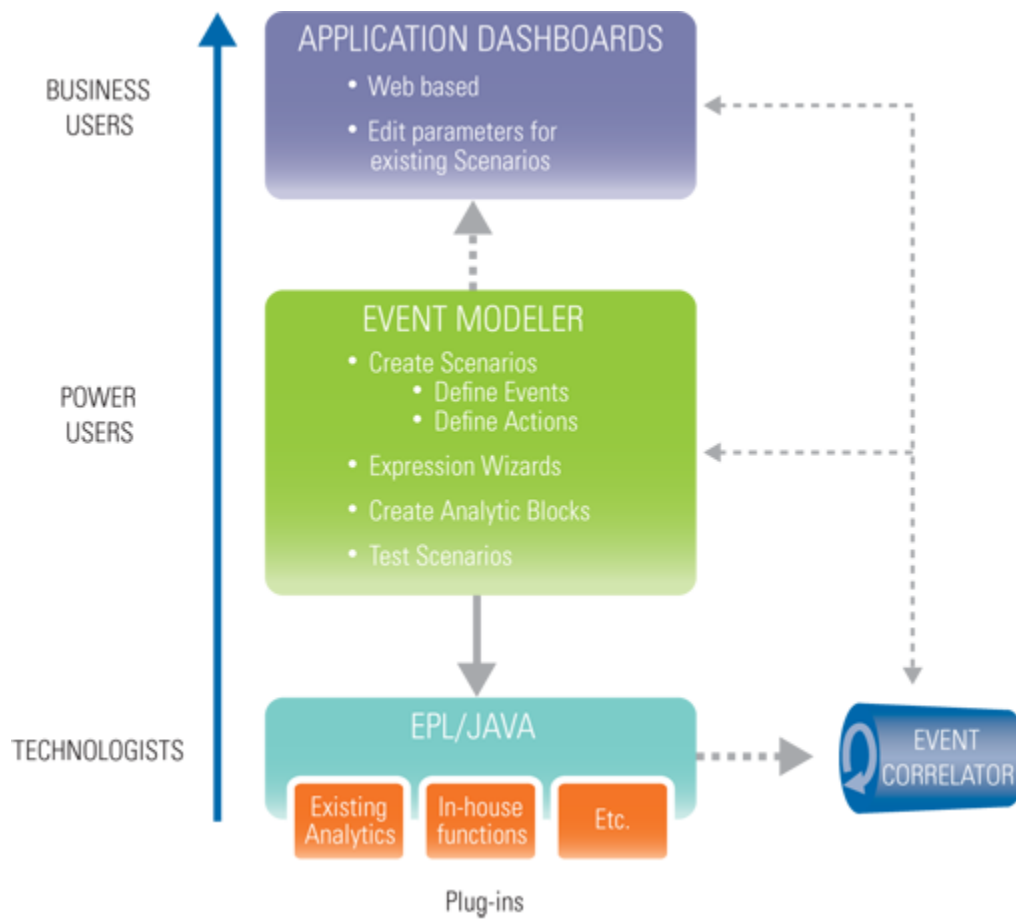 BUSINESS
USERS
APPLICATION DASHBOARDS
• Web based
• Edit parameters for
existing Scenarios
POWER
USERS
EVENT MODELER
• Create Scenarios
• Define Events
• Define Actions
• Expression Wizards
• Create Analytic Blocks
• Test Scenarios
TECHNOLOGISTS
EPL/JAVA
Existing
Analytics
In-house
functions
Etc.
Plug-ins
EVENT
CORRELATOR